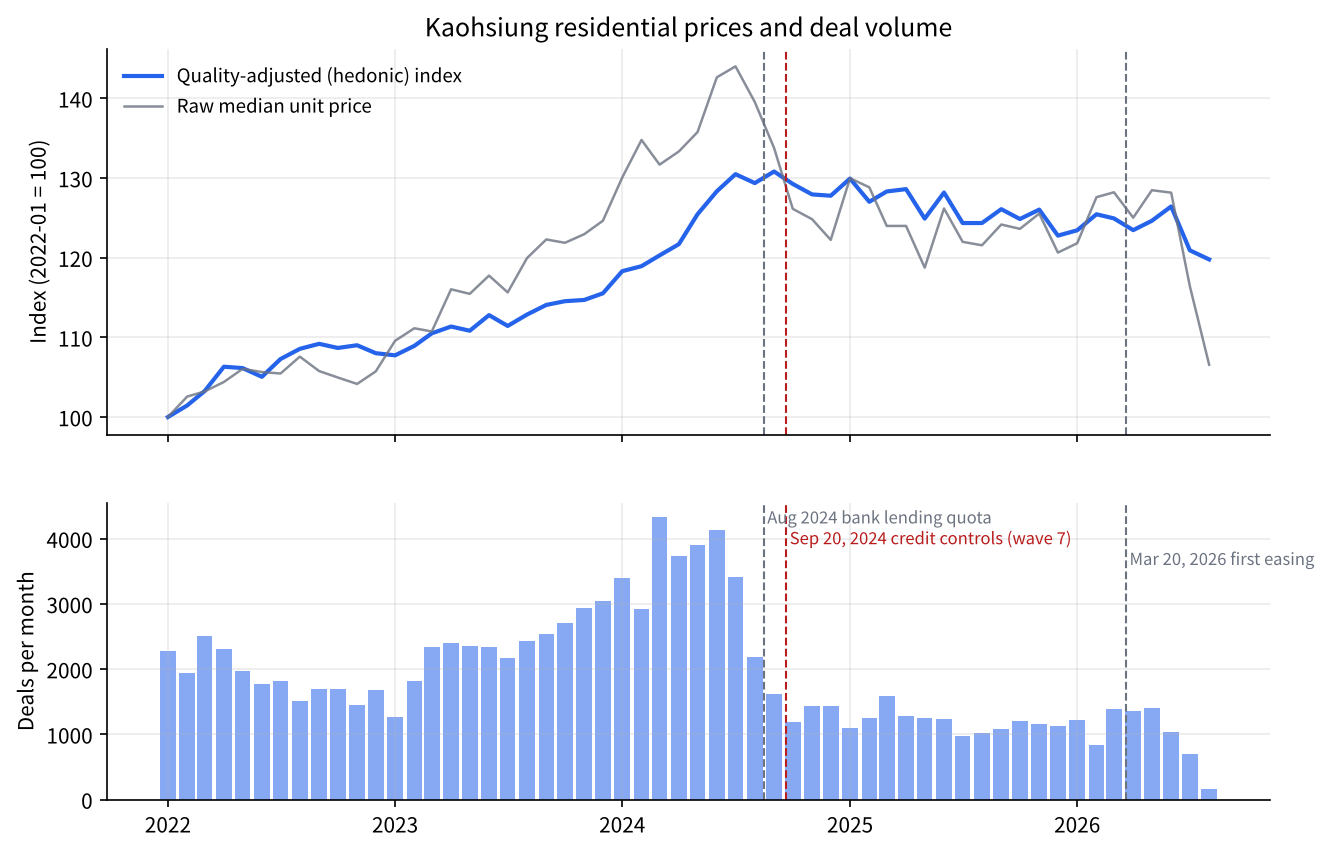 Kaohsiung residential prices and deal volume
Quality-adjusted (hedonic) index
Raw median unit price
Index (2022-01 = 100)
140
130
120
110
100
Aug 2024 bank lending quota
Sep 20, 2024 credit controls (wave 7)
Mar 20, 2026 first easing
Deals per month
4000
3000
2000
1000
0
2022 2023 2024 2025 2026